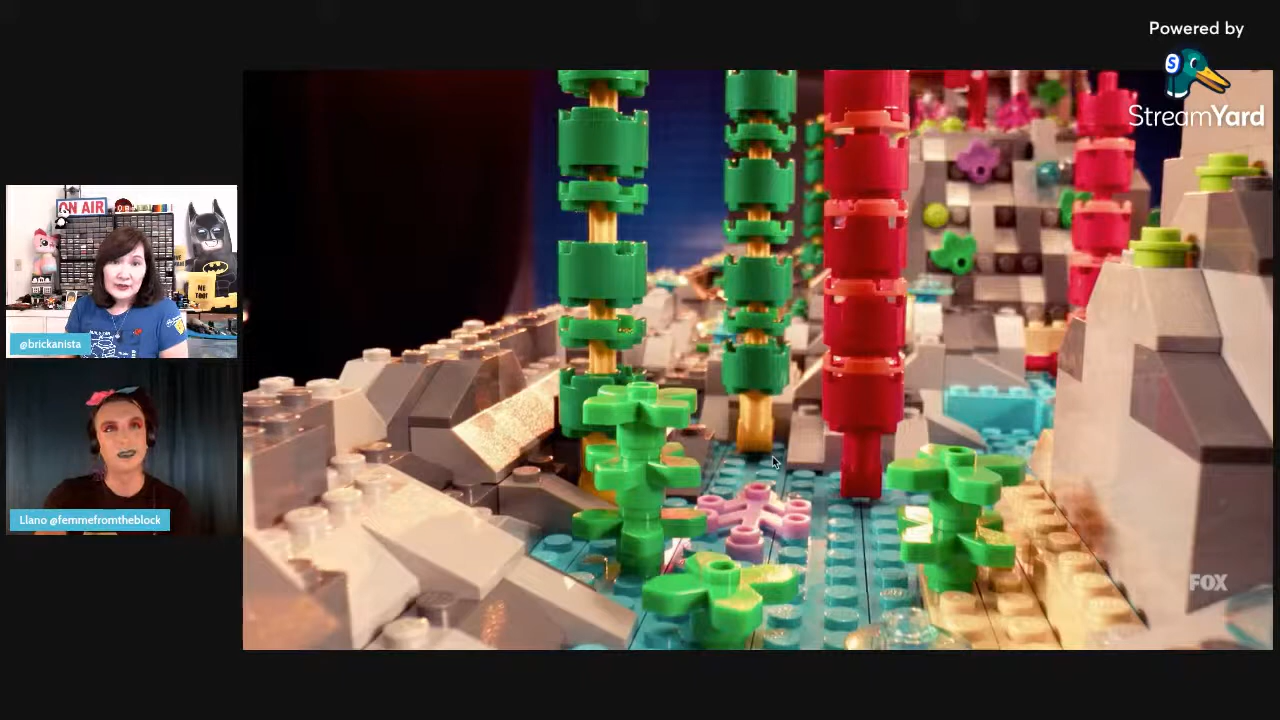 Powered by
S
StreamYard
ON AIR
@brickanista
Llano @femmefromtheblock
FOX